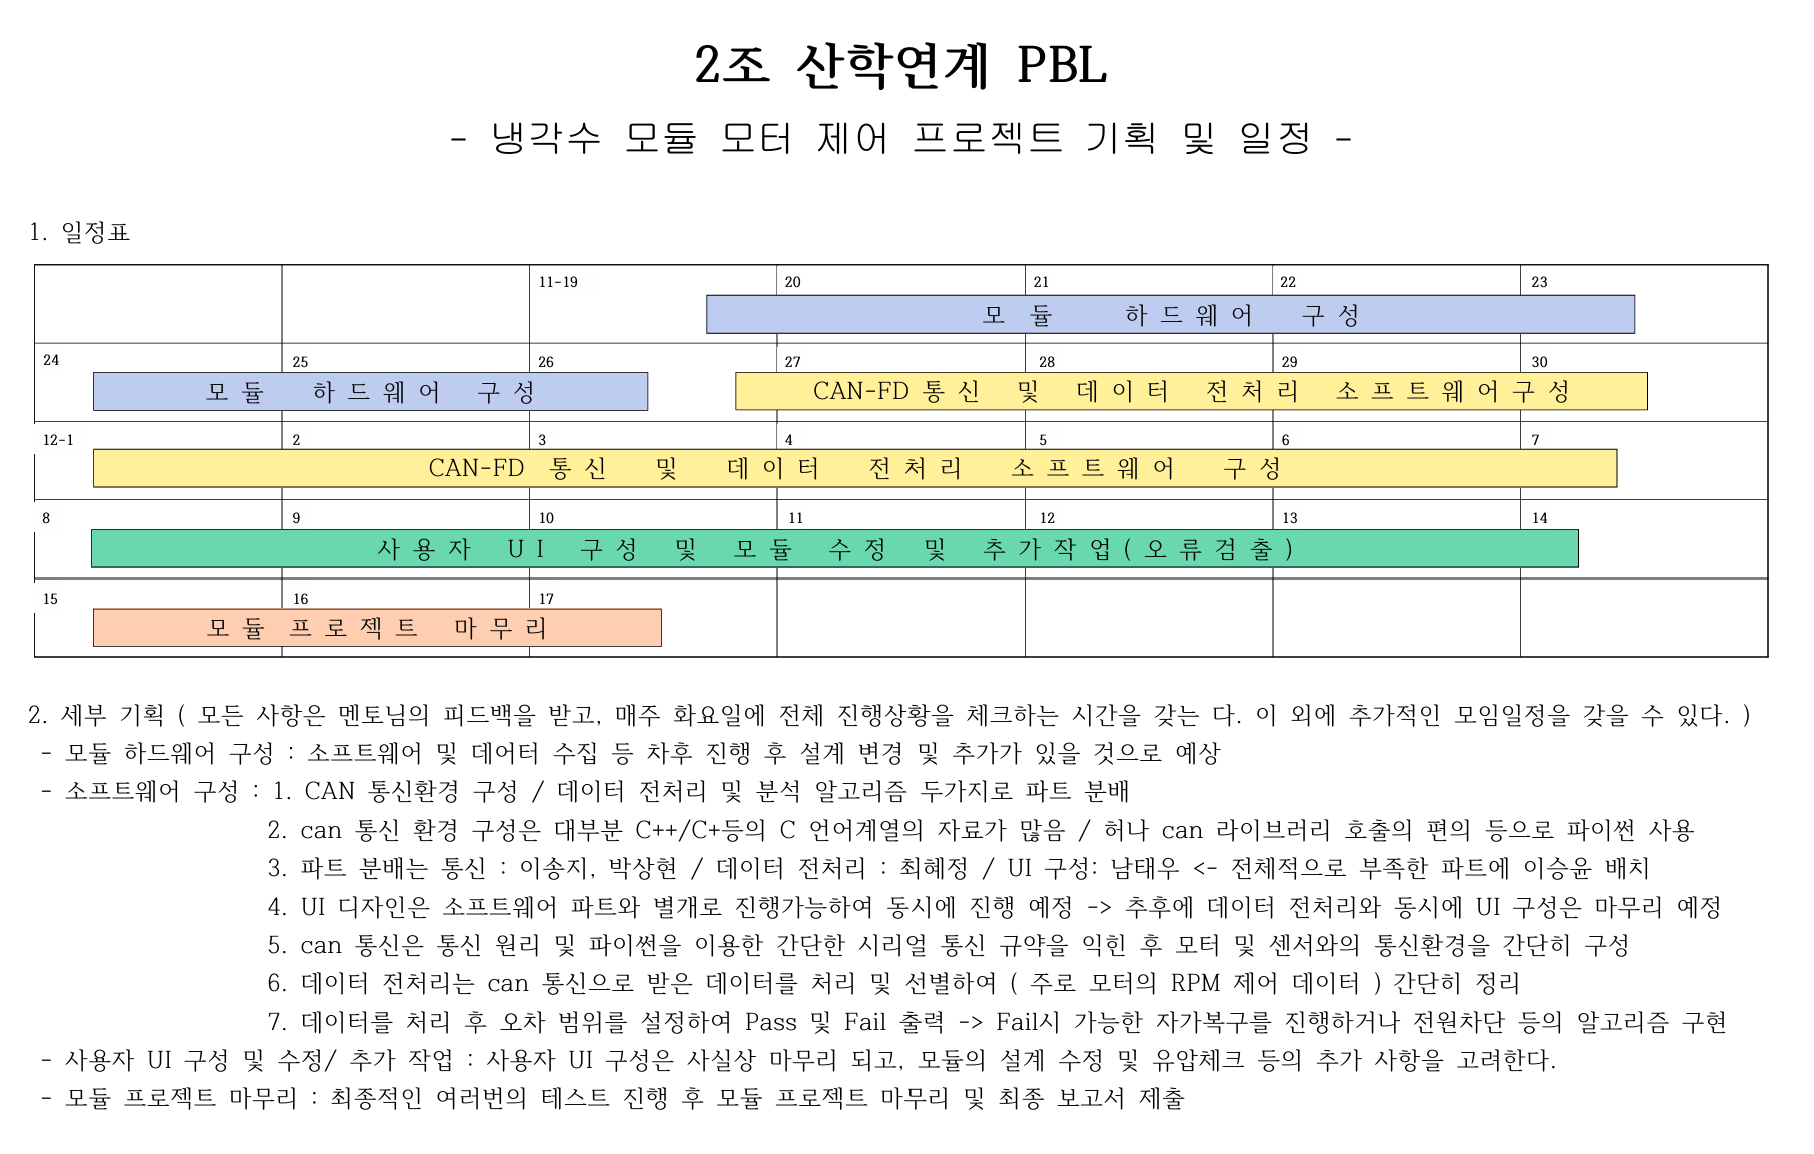 2조 산학연계 PBL
- 냉각수 모듈 모터 제어 프로젝트 기획 및 일정 -
1. 일정표
11-19 20 21 22 23
모 듈 하 드 웨 어 구 성
24 25 26 27 28 29 30
모 듈 하 드 웨 어 구 성 CAN-FD 통 신 및 데 이 터 전 처 리 소 프 트 웨 어 구 성
12-1 2 3 4 5 6 7
CAN-FD 통 신 및 데 이 터 전 처 리 소 프 트 웨 어 구 성
8 9 10 11 12 13 14
사 용 자 U I 구 성 및 모 듈 수 정 및 추 가 작 업 ( 오 류 검 출 )
15 16 17
모 듈 프 로 젝 트 마 무 리
2. 세부 기획 ( 모든 사항은 멘토님의 피드백을 받고, 매주 화요일에 전체 진행상황을 체크하는 시간을 갖는 다. 이 외에 추가적인 모임일정을 갖을 수 있다. )
- 모듈 하드웨어 구성 : 소프트웨어 및 데어터 수집 등 차후 진행 후 설계 변경 및 추가가 있을 것으로 예상
- 소프트웨어 구성 : 1. CAN 통신환경 구성 / 데이터 전처리 및 분석 알고리즘 두가지로 파트 분배
2. can 통신 환경 구성은 대부분 C++/C+등의 C 언어계열의 자료가 많음 / 허나 can 라이브러리 호출의 편의 등으로 파이썬 사용
3. 파트 분배는 통신 : 이송지, 박상현 / 데이터 전처리 : 최혜정 / UI 구성: 남태우 <- 전체적으로 부족한 파트에 이승윤 배치
4. UI 디자인은 소프트웨어 파트와 별개로 진행가능하여 동시에 진행 예정 -> 추후에 데이터 전처리와 동시에 UI 구성은 마무리 예정
5. can 통신은 통신 원리 및 파이썬을 이용한 간단한 시리얼 통신 규약을 익힌 후 모터 및 센서와의 통신환경을 간단히 구성
6. 데이터 전처리는 can 통신으로 받은 데이터를 처리 및 선별하여 ( 주로 모터의 RPM 제어 데이터 ) 간단히 정리
7. 데이터를 처리 후 오차 범위를 설정하여 Pass 및 Fail 출력 -> Fail시 가능한 자가복구를 진행하거나 전원차단 등의 알고리즘 구현
- 사용자 UI 구성 및 수정/ 추가 작업 : 사용자 UI 구성은 사실상 마무리 되고, 모듈의 설계 수정 및 유압체크 등의 추가 사항을 고려한다.
- 모듈 프로젝트 마무리 : 최종적인 여러번의 테스트 진행 후 모듈 프로젝트 마무리 및 최종 보고서 제출